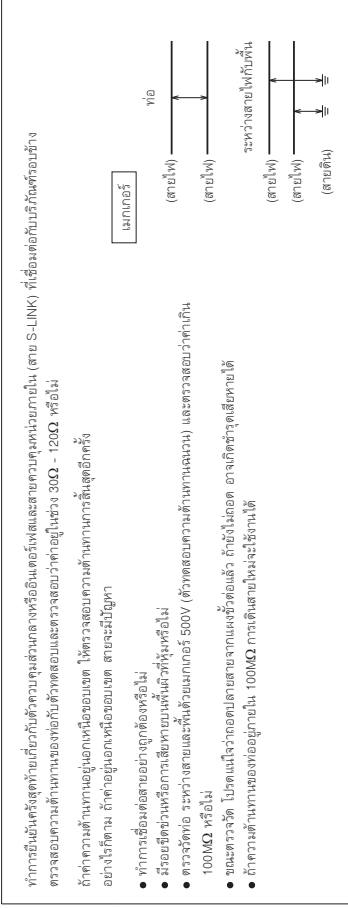 ทำการยืนยันครั้งสุดท้ายเกี่ยวกับตัวควบคุมส่วนกลางหรืออินเตอร์เฟสและสายควบคุมหน่วยภายใน (สาย S-LINK) ที่เชื่อมต่อกับบริภัณฑ์รอบข้าง
ตรวจสอบความต้านทานของท่อกับตัวทดสอบและตรวจสอบว่าค่าอยู่ในช่วง 30Ω - 120Ω หรือไม่
ถ้าค่าความต้านทานอยู่นอกเหนือขอบเขต ให้ตรวจสอบความต้านทานการสิ้นสุดอีกครั้ง
อย่างไรก็ตาม ถ้าค่าอยู่นอกเหนือขอบเขต สายจะมีปัญหา
● ทำการเชื่อมต่อสายอย่างถูกต้องหรือไม่
● มีรอยขีดข่วนหรือการเสียหายบนพื้นผิวที่หุ้มหรือไม่
● ตรวจวัดท่อ ระหว่างสายและพื้นด้วยเมกเกอร์ 500V (ตัวทดสอบความต้านทานฉนวน) และตรวจสอบว่าค่าเกิน
100MΩ หรือไม่
● ขณะตรวจวัด โปรดแน่ใจว่าถอดปลายสายจากแผงขั้วต่อแล้ว ถ้ายังไม่ถอด อาจเกิดชำรุดเสียหายได้
● ถ้าความต้านทานของท่ออยู่ภายใน 100MΩ การเดินสายใหม่จะใช้งานได้
เมกเกอร์
ท่อ
(สายไฟ)
(สายไฟ)
ระหว่างสายไฟกับพื้น
(สายไฟ)
(สายไฟ)
(สายดิน)